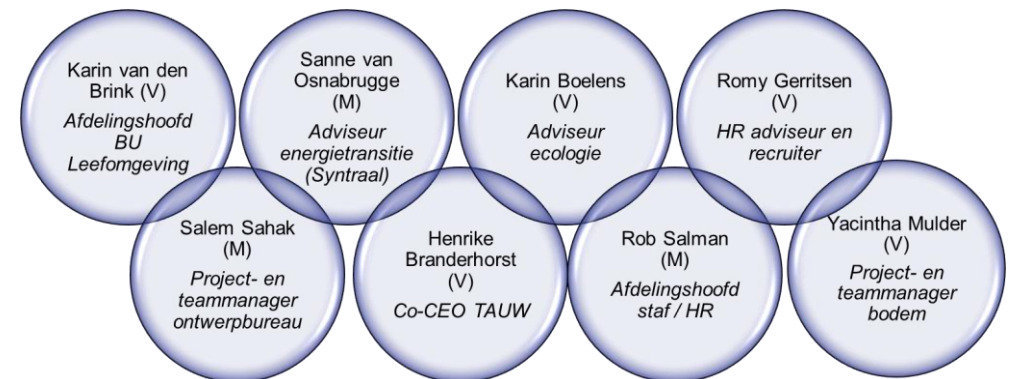 Karin van den
Brink (V)
Afdelingshoofd
BU
Leefomgeving
Sanne van
Osnabrugge
(M)
Adviseur
energietransitie
(Syntraal)
Karin Boelens
(V)
Adviseur
ecologie
Romy Gerritsen
(V)
HR adviseur en
recruiter
Salem Sahak
(M)
Project- en
teammanager
ontwerpbureau
Henrike
Branderhorst
(V)
Co-CEO TAUW
Rob Salman
(M)
Afdelingshoofd
staf / HR
Yacintha Mulder
(V)
Project- en
teammanager
bodem